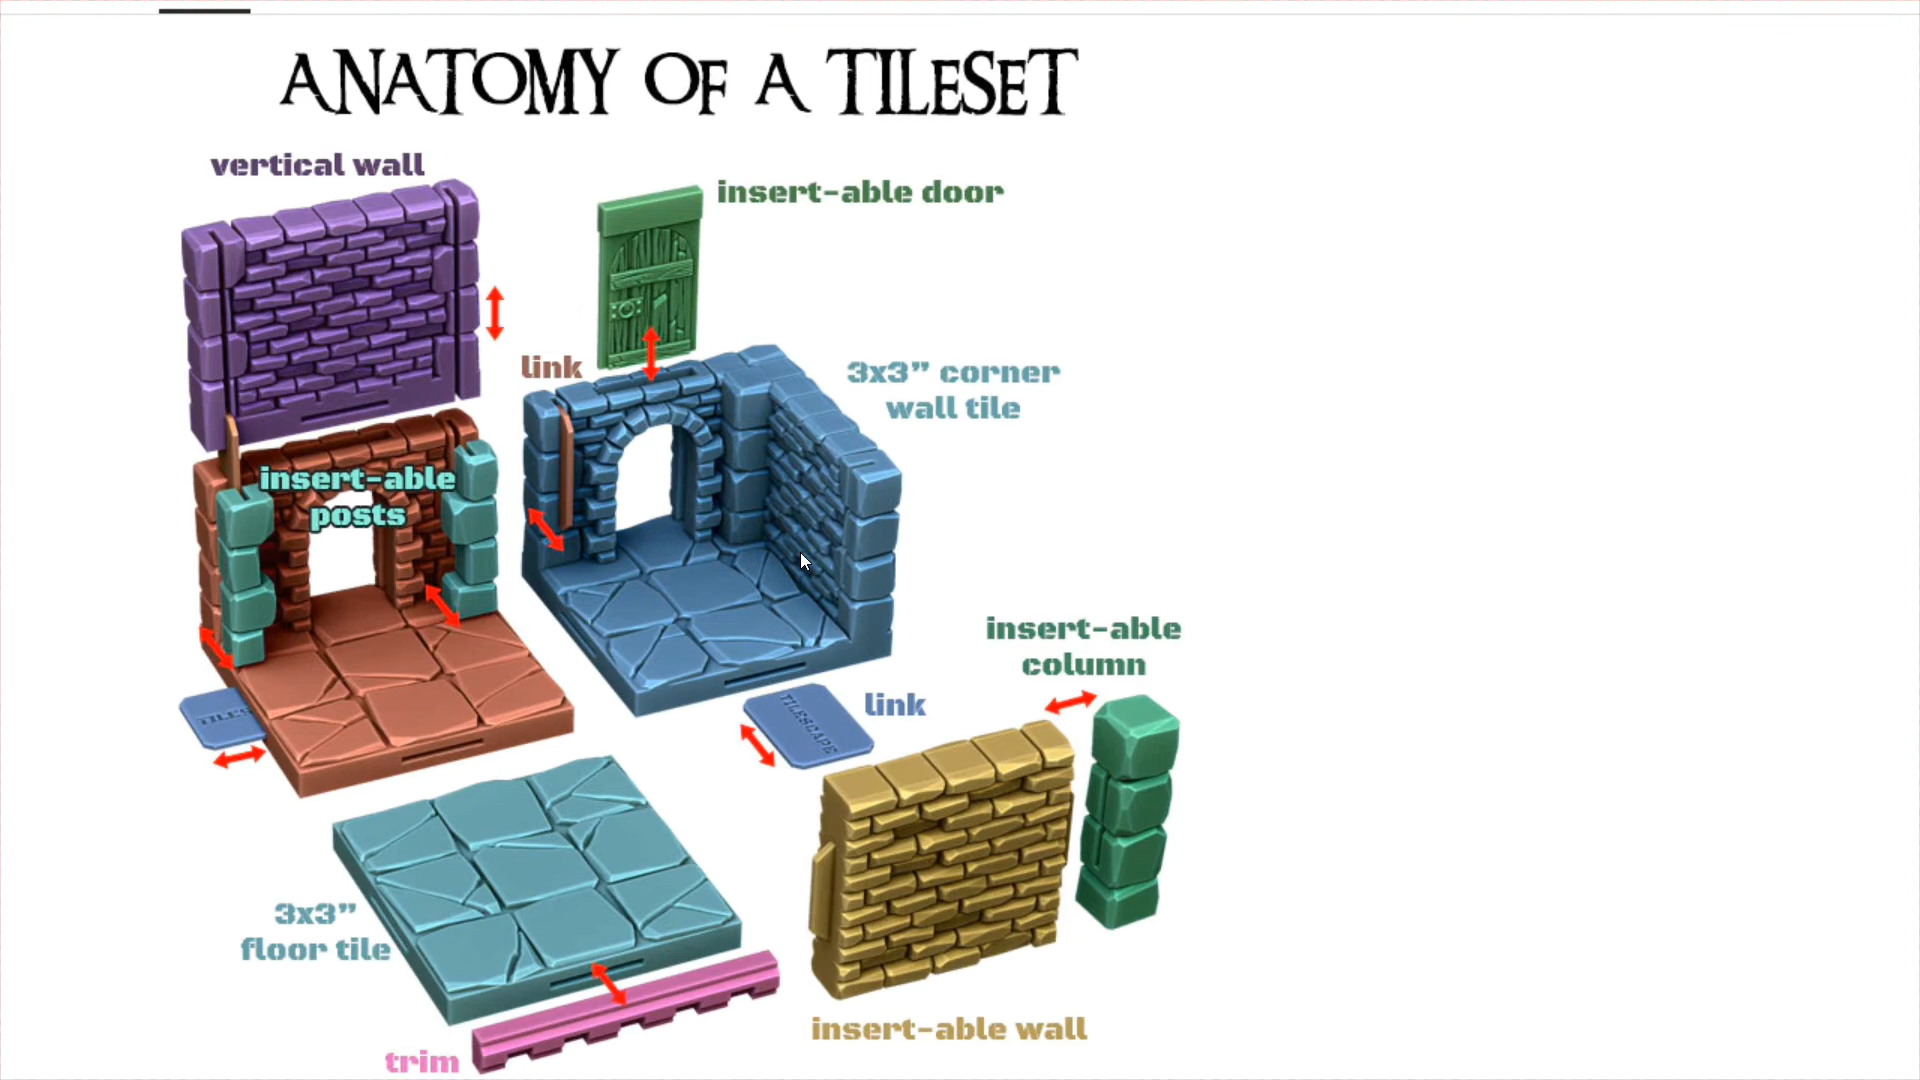 ANATOMY OF A TILESET
vertical wall
insert-able door
link
3x3” corner
wall tile
insert-able
posts
insert-able
column
link
TILESCAPE
3x3”
floor tile
insert-able wall
trim